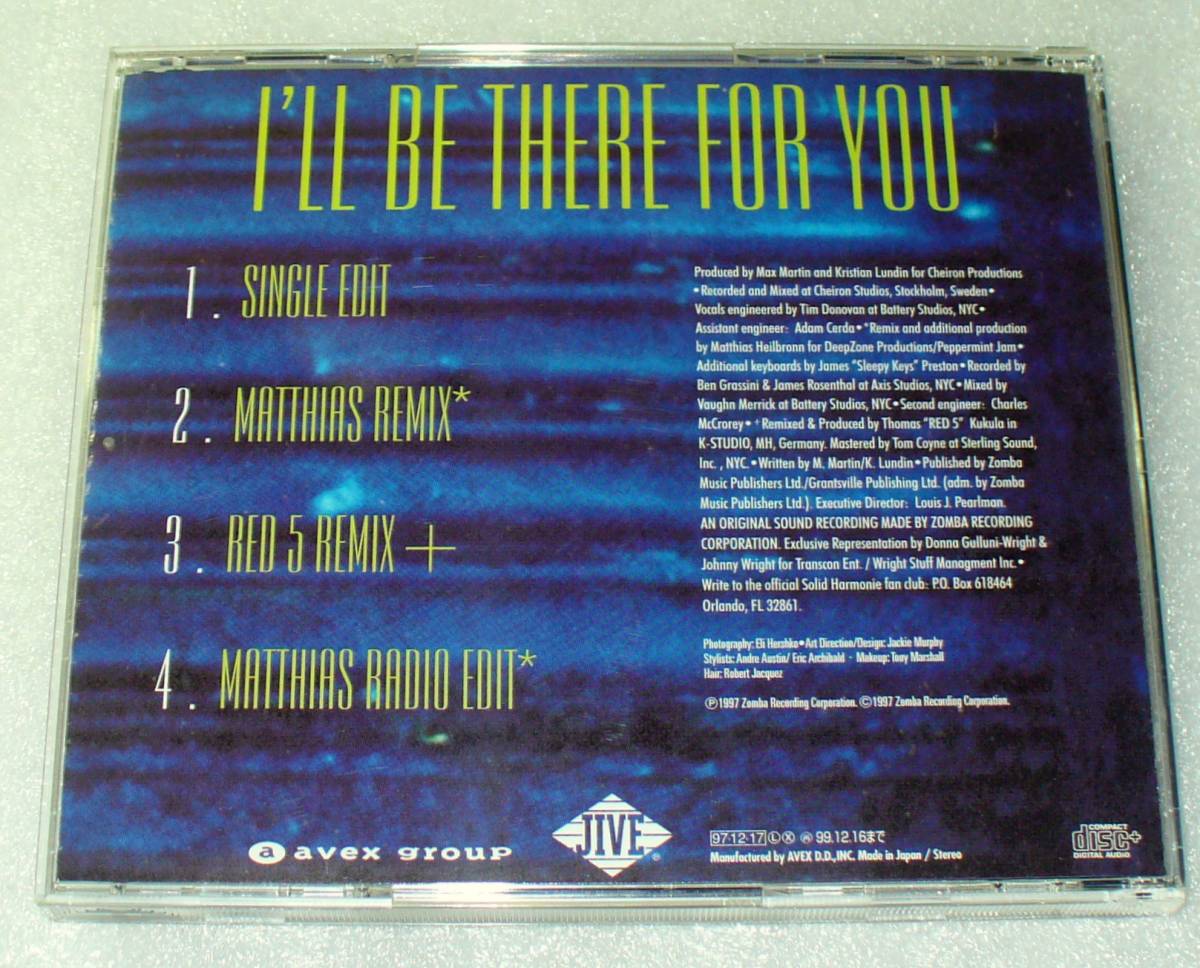 I'LL BE THERE FOR YOU
1. SINGLE EDIT
2. MATTHIAS REMIX*
3. RED 5 REMIX +
4. MATTHIAS RADIO EDIT*
Produced by Max Martin and Kristian Lundin for Cheiron Productions
•Recorded and Mixed at Cheiron Studios, Stockholm, Sweden•
Vocals engineered by Tim Donovan at Battery Studios, NYC•
Assistant engineer: Adam Cerda•*Remix and additional production
by Matthias Heilbronn for DeepZone Productions/Peppermint Jam•
Additional keyboards by James "Sleepy Keys" Preston•Recorded by
Ben Grassini & James Rosenthal at Axis Studios, NYC•Mixed by
Vaughn Merrick at Battery Studios, NYC•Second engineer: Charles
McCrorey•+Remixed & Produced by Thomas "RED 5" Kukula in
K-STUDIO, MH, Germany. Mastered by Tom Coyne at Sterling Sound,
Inc., NYC.•Written by M. Martin/K. Lundin•Published by Zomba
Music Publishers Ltd./Grantsville Publishing Ltd. (adm. by Zomba
Music Publishers Ltd.). Executive Director: Louis J. Pearlman.
AN ORIGINAL SOUND RECORDING MADE BY ZOMBA RECORDING
CORPORATION. Exclusive Representation by Donna Gulluni-Wright &
Johnny Wright for Transcon Ent. / Wright Stuff Managment Inc.•
Write to the official Solid Harmonie fan club: P.O. Box 618464
Orlando, FL 32861.
Photography: Eli Hershko•Art Direction/Design: Jackie Murphy
Stylists: Andre Austin/ Eric Archibald · Makeup: Tony Marshall
Hair: Robert Jacquez
℗1997 Zomba Recording Corporation. ©1997 Zomba Recording Corporation.
a avex group
JIVE®
97·12·17 Ⓛ Ⓧ 99.12.16まで
Manufactured by AVEX D.D.,INC. Made in Japan / Stereo
COMPACT
disc+
DIGITAL AUDIO